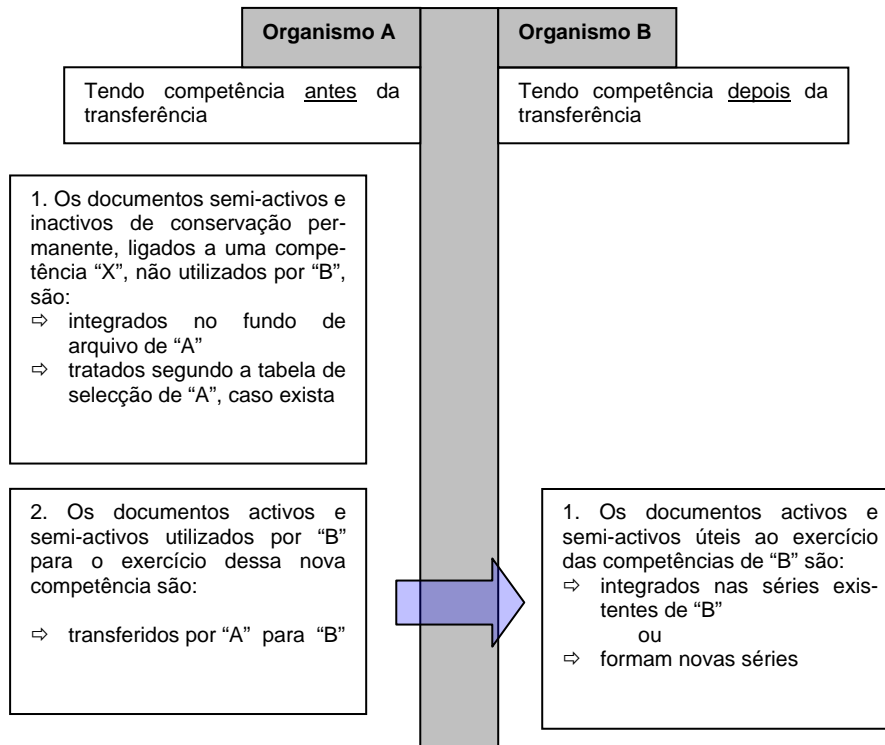 Organismo A
Organismo B
Tendo competência antes da
transferência
Tendo competência depois da
transferência
1. Os documentos semi-activos e
inactivos de conservação per-
manente, ligados a uma compe-
tência “X”, não utilizados por “B”,
são:
⇨ integrados no fundo de
arquivo de “A”
⇨ tratados segundo a tabela de
selecção de “A”, caso exista
2. Os documentos activos e
semi-activos utilizados por “B”
para o exercício dessa nova
competência são:
⇨ transferidos por “A” para “B”
1. Os documentos activos e
semi-activos úteis ao exercício
das competências de “B” são:
⇨ integrados nas séries exis-
tentes de “B”
ou
⇨ formam novas séries